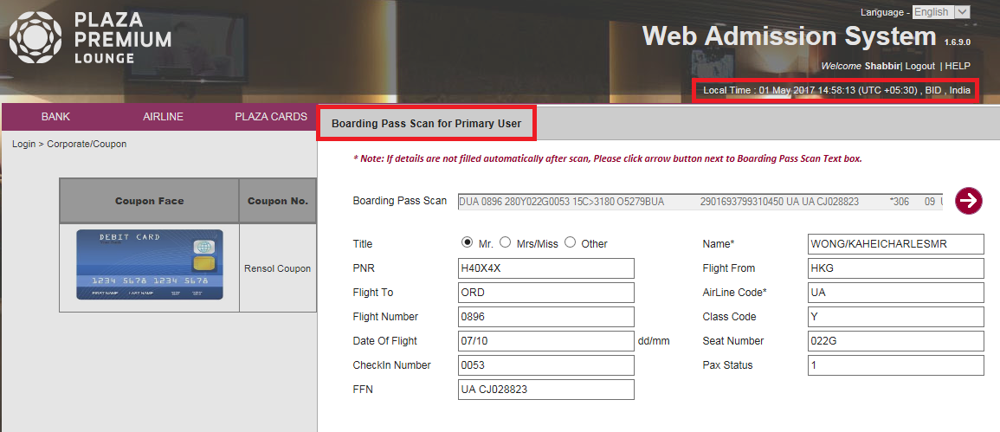 Language - English
PLAZA
PREMIUM
LOUNGE
Web Admission System 1.6.9.0
Welcome Shabbir| Logout | HELP
Local Time : 01 May 2017 14:58:13 (UTC +05:30) , BID , India
BANK AIRLINE PLAZA CARDS
Boarding Pass Scan for Primary User
Login > Corporate/Coupon
* Note: If details are not filled automatically after scan, Please click arrow button next to Boarding Pass Scan Text box.
Coupon Face Coupon No.
DEBIT CARD
1234 5678 1234 5678
FIRST NAME LAST NAME
Rensol Coupon
Boarding Pass Scan DUA 0896 280Y022G0053 15C>3180 O5279BUA 2901693799310450 UA UA CJ028823 *306 09
Title Mr. Mrs/Miss Other Name* WONG/KAHEICHARLESMR
PNR H40X4X Flight From HKG
Flight To ORD AirLine Code* UA
Flight Number 0896 Class Code Y
Date Of Flight 07/10 dd/mm Seat Number 022G
CheckIn Number 0053 Pax Status 1
FFN UA CJ028823